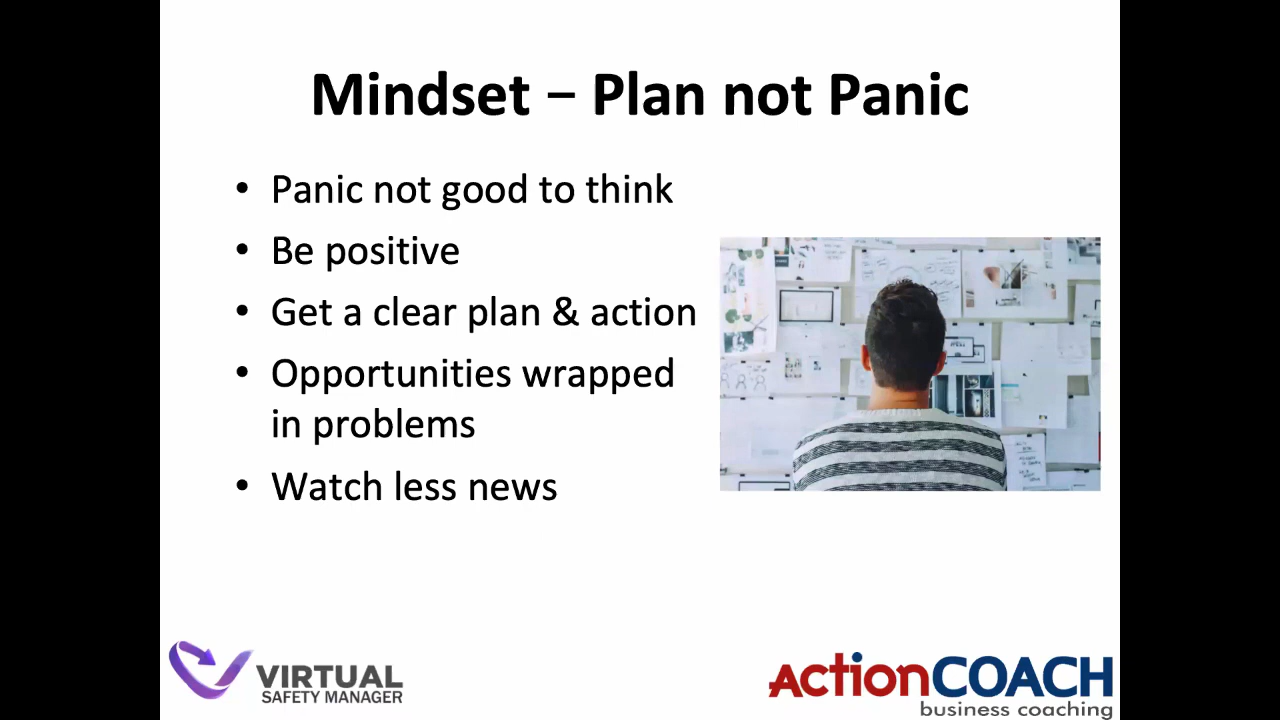 Mindset – Plan not Panic
• Panic not good to think
• Be positive
• Get a clear plan & action
• Opportunities wrapped
in problems
• Watch less news
VIRTUAL
SAFETY MANAGER
ActionCOACH
business coaching